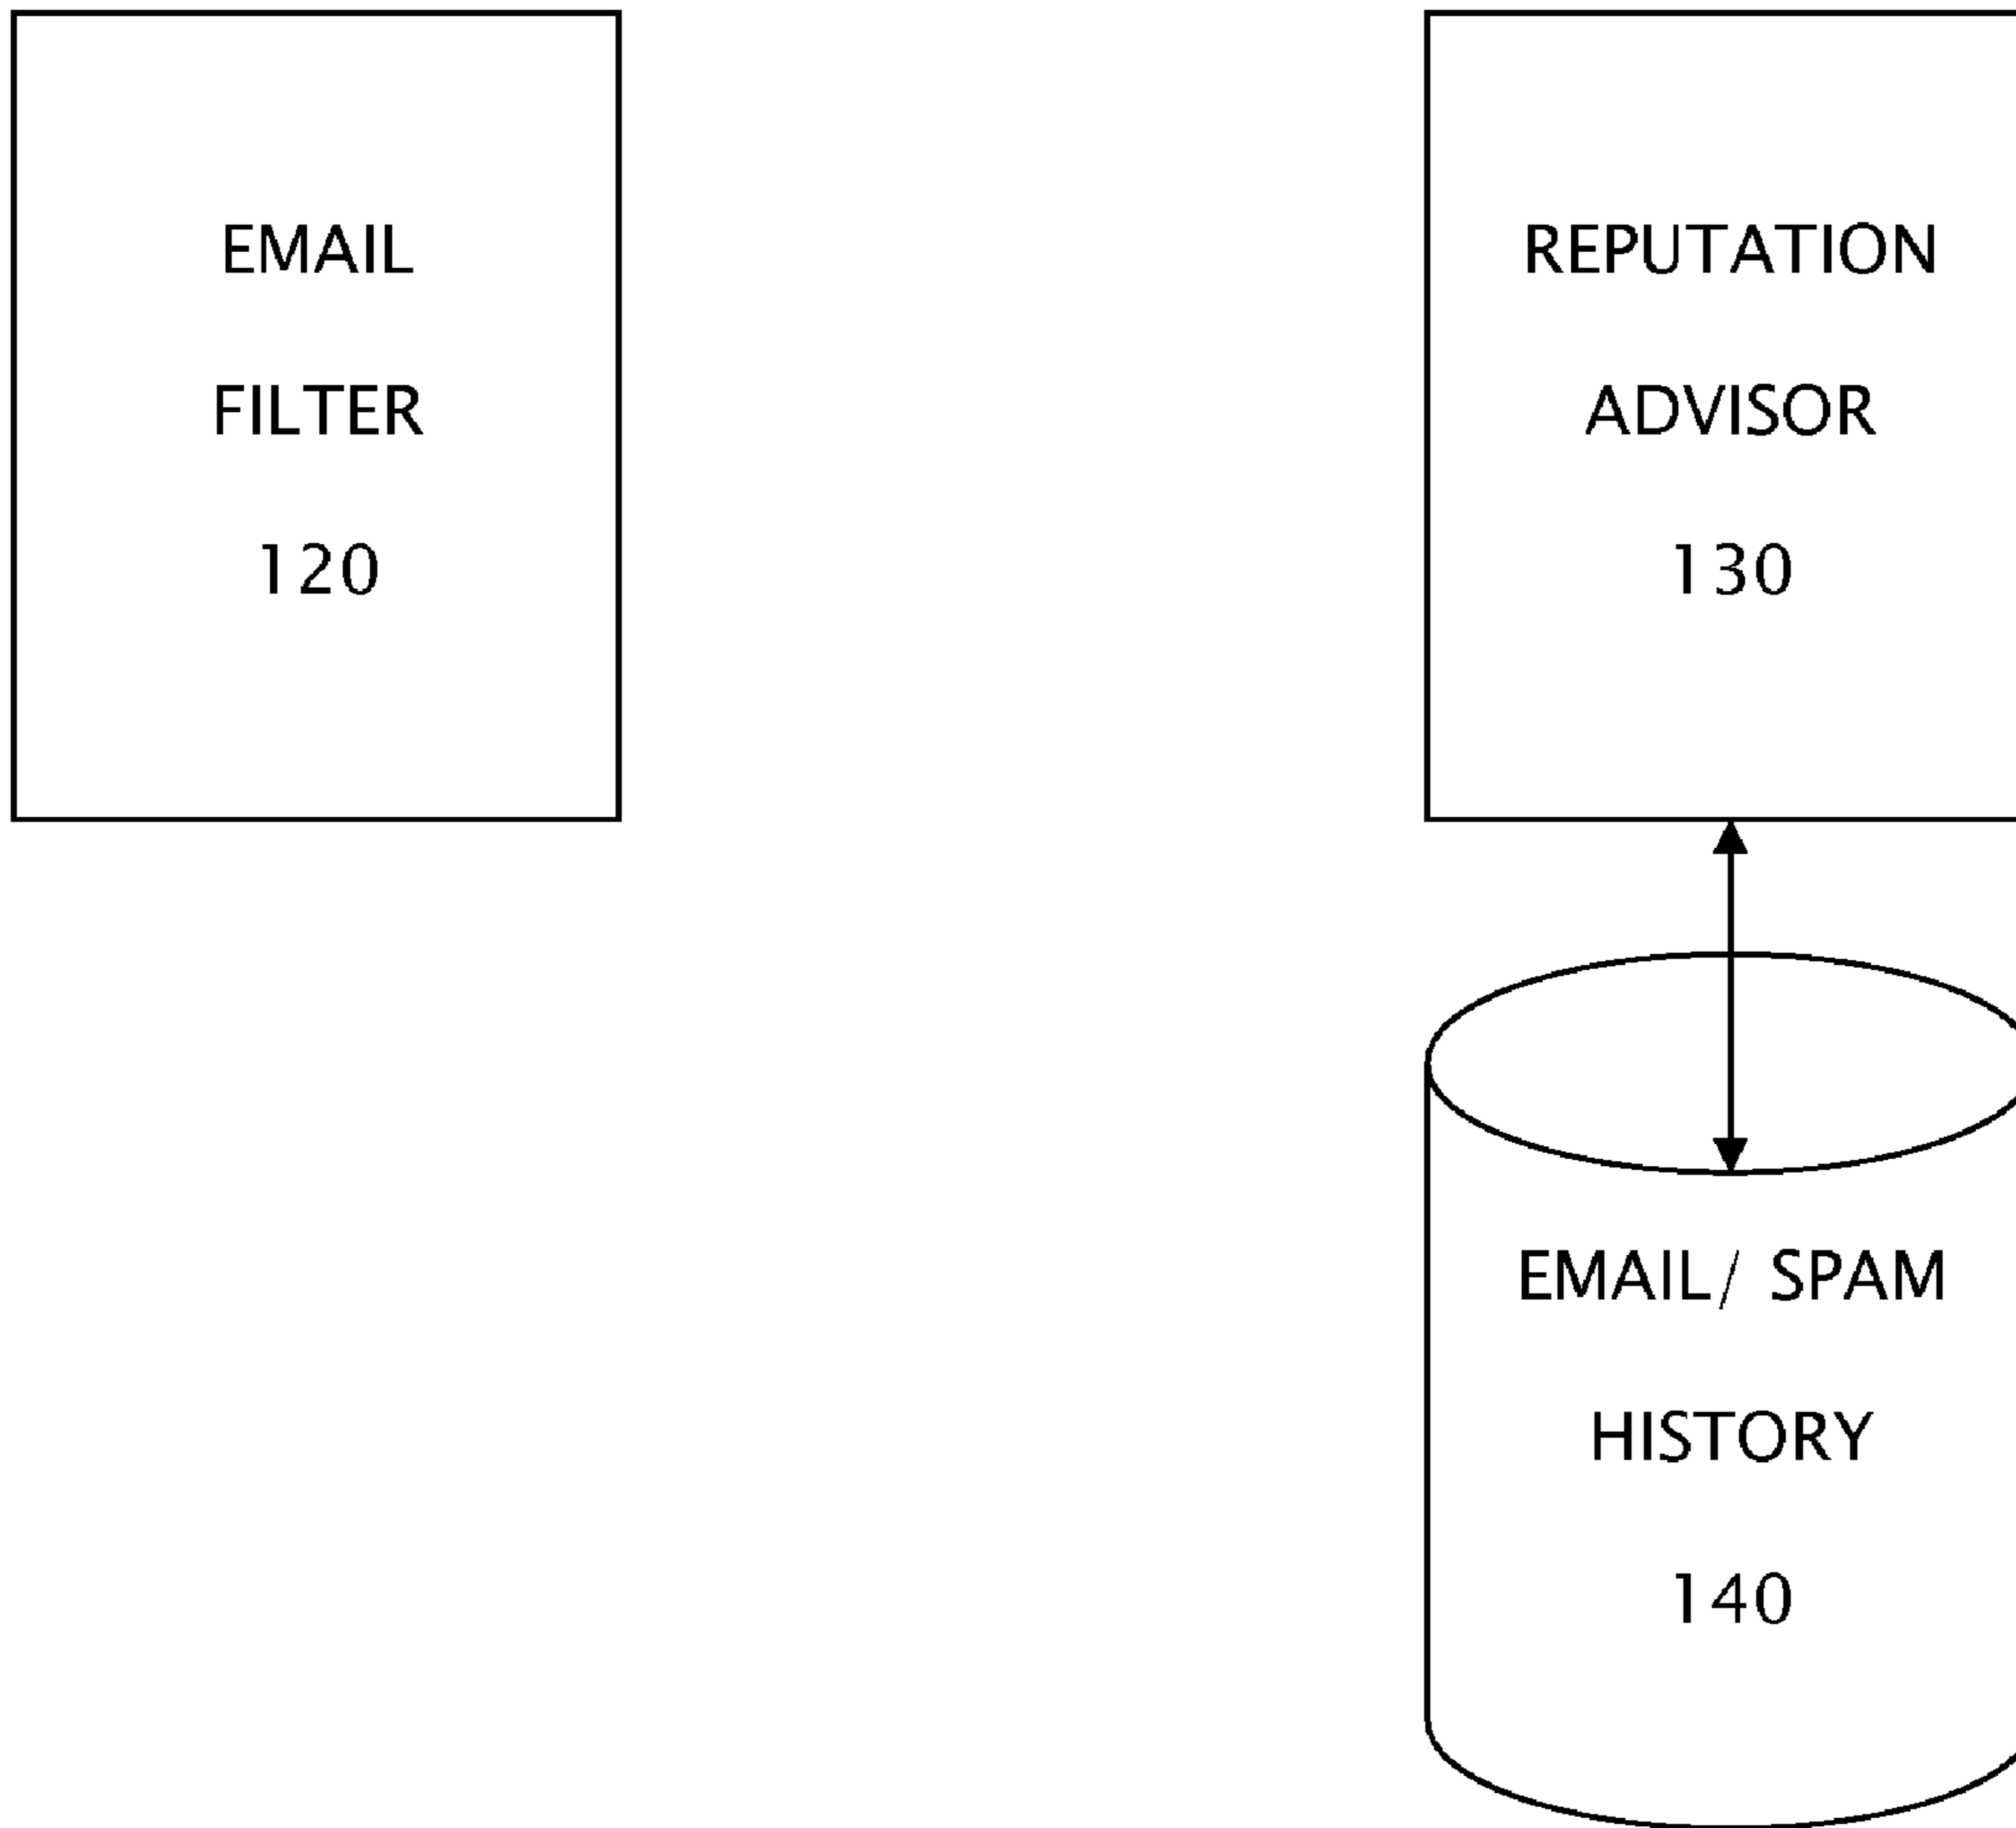 EMAIL
FILTER
120
REPUTATION
ADVISOR
130
EMAIL/ SPAM
HISTORY
140